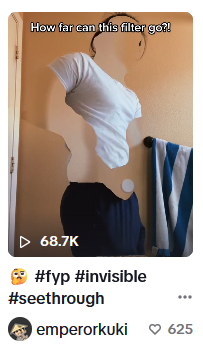 How far can this filter go?!
68.7K
🤔 #fyp #invisible
#seethrough
emperorkuki 625